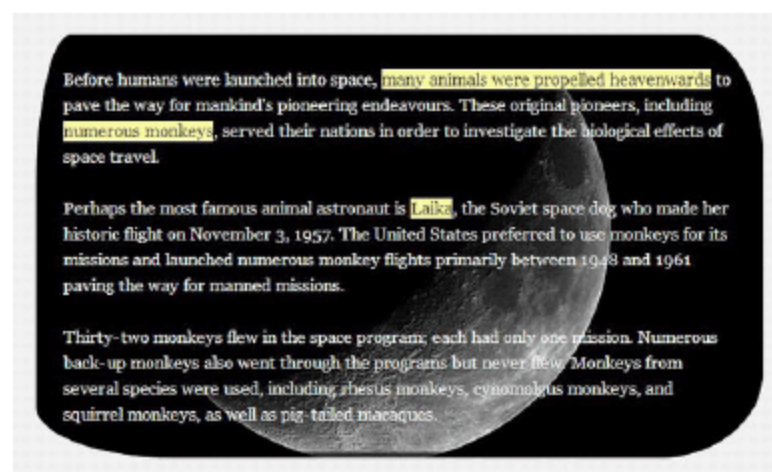 Before humans were launched into space, many animals were propelled heavenwards to
pave the way for mankind's pioneering endeavours. These original pioneers, including
numerous monkeys, served their nations in order to investigate the biological effects of
space travel.
Perhaps the most famous animal astronaut is Laika, the Soviet space dog who made her
historic flight on November 3, 1957. The United States preferred to use monkeys for its
missions and launched numerous monkey flights primarily between 1948 and 1961
paving the way for manned missions.
Thirty-two monkeys flew in the space program; each had only one mission. Numerous
back-up monkeys also went through the programs but never flew. Monkeys from
several species were used, including rhesus monkeys, cynomolgus monkeys, and
squirrel monkeys, as well as pig-tailed macaques.